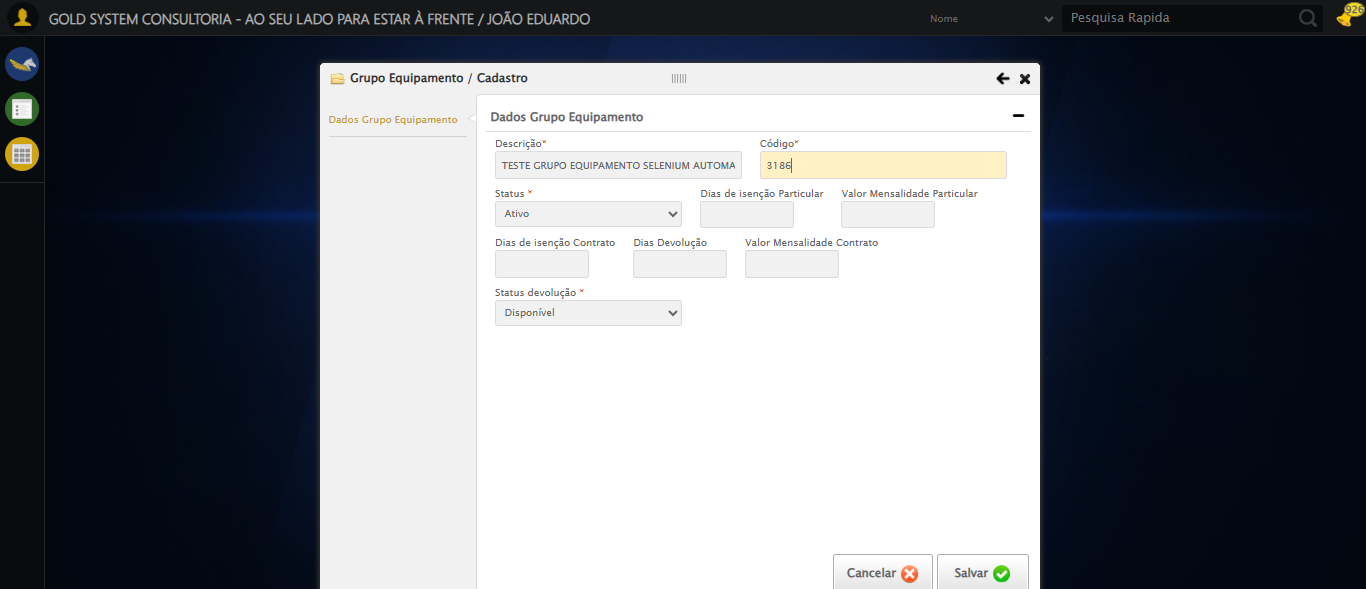 GOLD SYSTEM CONSULTORIA - AO SEU LADO PARA ESTAR À FRENTE / JOÃO EDUARDO
Nome
Pesquisa Rapida
926
Grupo Equipamento / Cadastro
Dados Grupo Equipamento
Dados Grupo Equipamento
Descrição*
Código*
TESTE GRUPO EQUIPAMENTO SELENIUM AUTOMA
3186
Status *
Dias de isenção Particular
Valor Mensalidade Particular
Ativo
Dias de isenção Contrato
Dias Devolução
Valor Mensalidade Contrato
Status devolução *
Disponível
Cancelar
Salvar